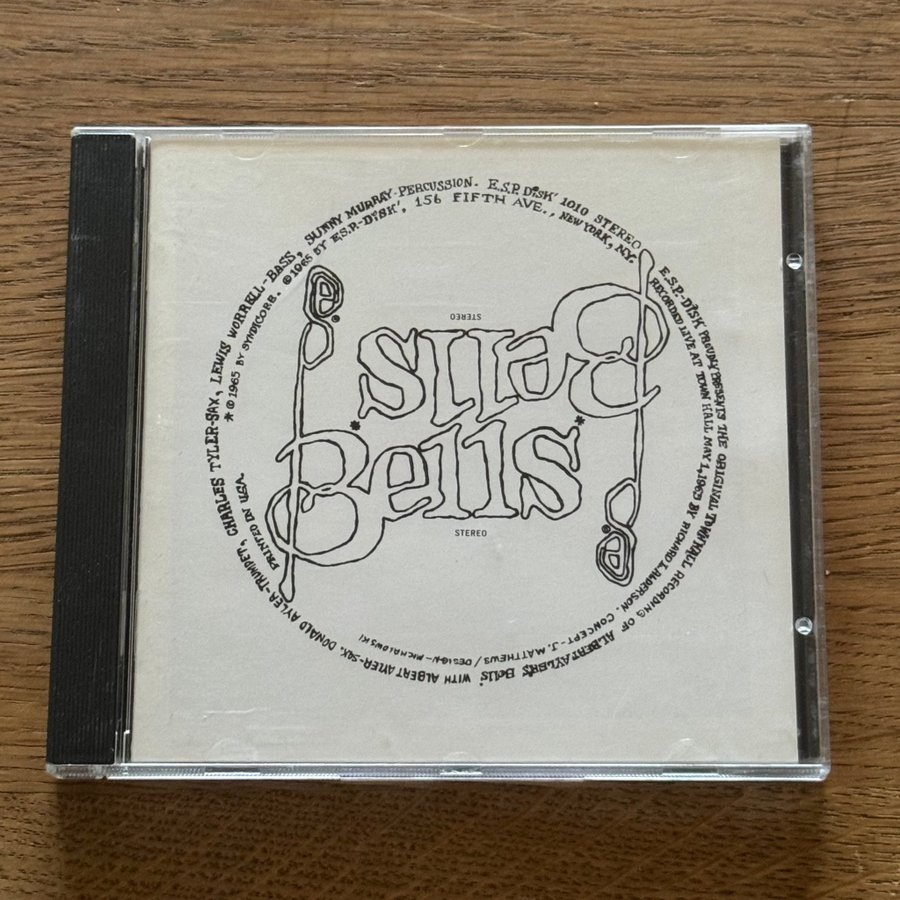 E.S.P.-DISK PROUDLY PRESENTS THE ORIGINAL TOWN HALL RECORDING OF ALBERT AYLER'S Bells* WITH ALBERT AYLER-SAX, DONALD AYLER-TRUMPET, CHARLES TYLER-SAX, LEWIS WORRELL-BASS, SUNNY MURRAY-PERCUSSION. E.S.P. DISK' 1010 STEREO
RECORDED LIVE AT TOWN HALL MAY 1, 1965 BY RICHARD L. ALDERSON. CONCEPT-J. MATTHEWS / DESIGN-MICHALOWSKI
PRINTED IN U.S.A.
* © 1965 BY SYNDICORE. © 1965 BY E.S.P.-DISK', 156 FIFTH AVE., NEW YORK, N.Y.
STEREO
Bells*
Bells*
STEREO